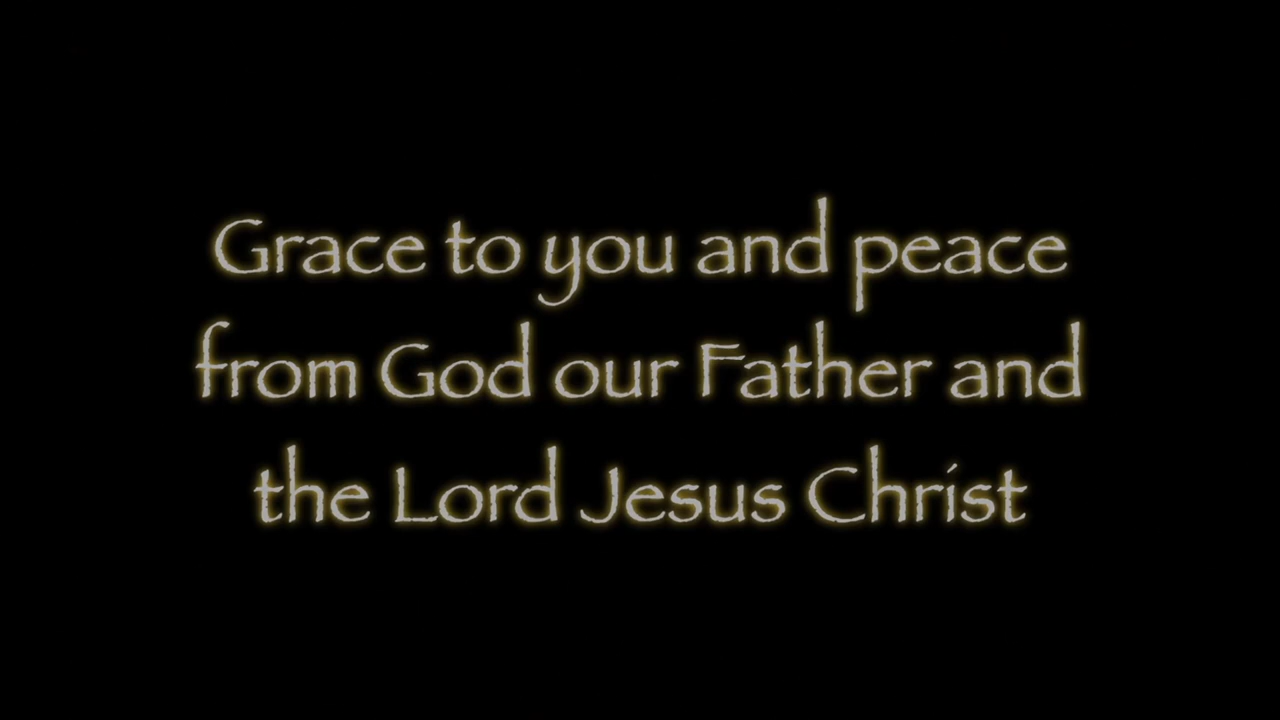 Grace to you and peace
from God our Father and
the Lord Jesus Christ